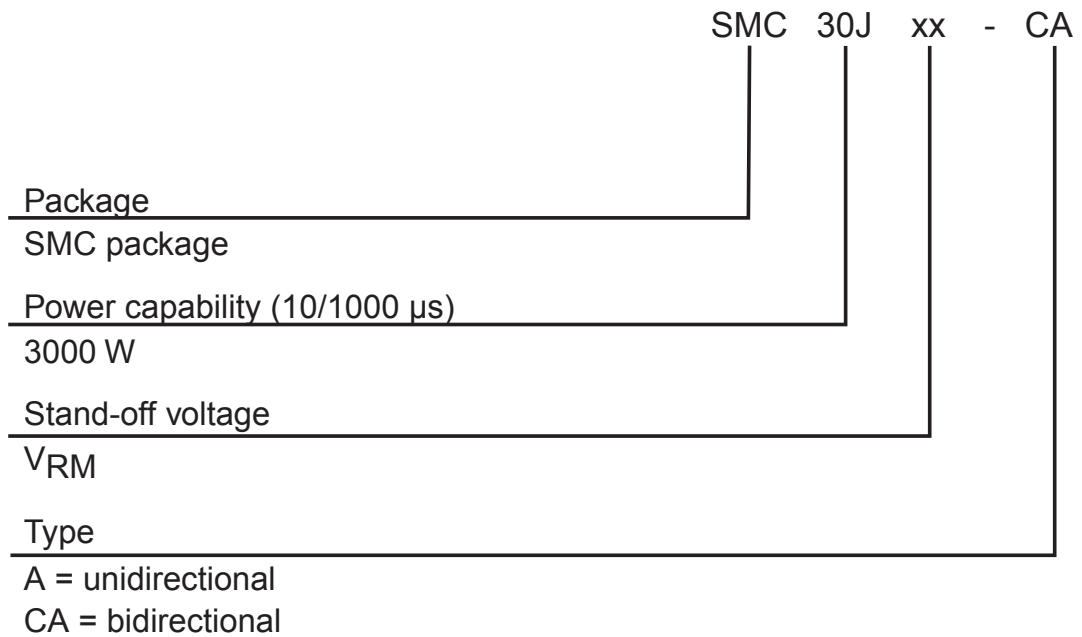 SMC 30J xx - CA
Package
SMC package
Power capability (10/1000 µs)
3000 W
Stand-off voltage
VRM
Type
A = unidirectional
CA = bidirectional